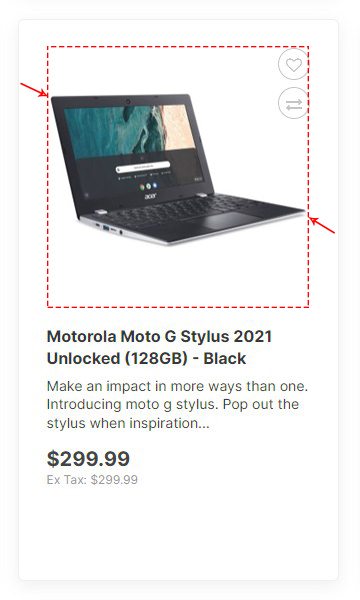 acer
Motorola Moto G Stylus 2021
Unlocked (128GB) - Black
Make an impact in more ways than one.
Introducing moto g stylus. Pop out the
stylus when inspiration...
$299.99
Ex Tax: $299.99